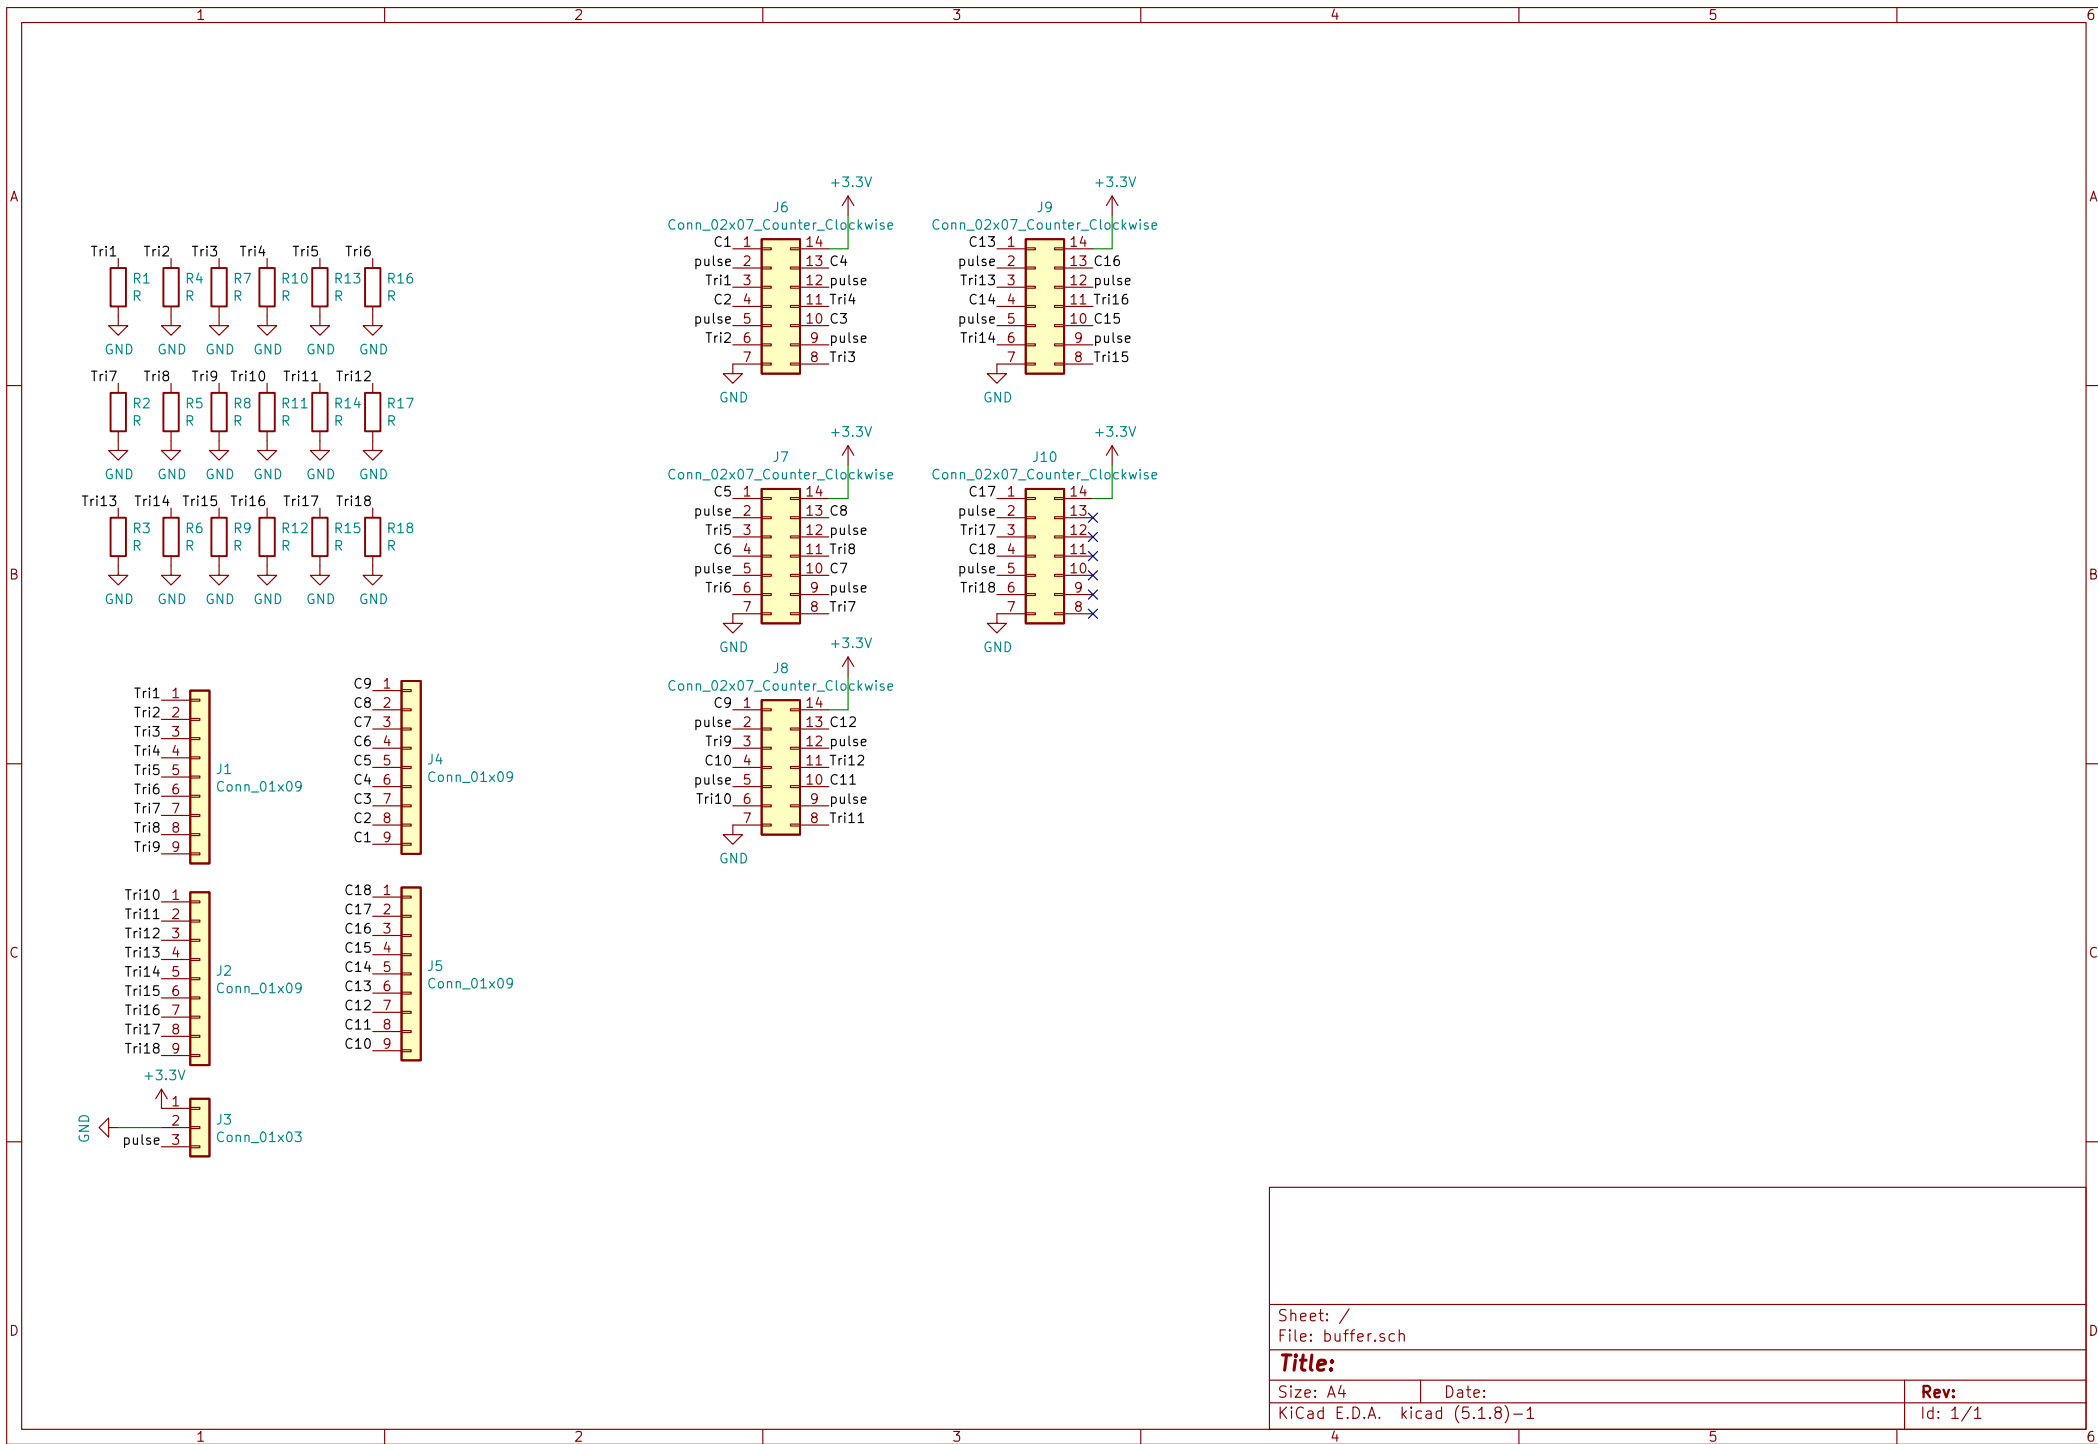 1 2 3 4 5 6
A A
B B
C C
D D
1 2 3 4 5 6
Tri1 Tri2 Tri3 Tri4 Tri5 Tri6
R1 R4 R7 R10 R13 R16
R R R R R R
GND GND GND GND GND GND
Tri7 Tri8 Tri9 Tri10 Tri11 Tri12
R2 R5 R8 R11 R14 R17
R R R R R R
GND GND GND GND GND GND
Tri13 Tri14 Tri15 Tri16 Tri17 Tri18
R3 R6 R9 R12 R15 R18
R R R R R R
GND GND GND GND GND GND
Tri1 1
Tri2 2
Tri3 3
Tri4 4
Tri5 5
Tri6 6
Tri7 7
Tri8 8
Tri9 9
J1
Conn_01x09
C9 1
C8 2
C7 3
C6 4
C5 5
C4 6
C3 7
C2 8
C1 9
J4
Conn_01x09
Tri10 1
Tri11 2
Tri12 3
Tri13 4
Tri14 5
Tri15 6
Tri16 7
Tri17 8
Tri18 9
J2
Conn_01x09
C18 1
C17 2
C16 3
C15 4
C14 5
C13 6
C12 7
C11 8
C10 9
J5
Conn_01x09
+3.3V
1
GND 2
pulse 3
J3
Conn_01x03
+3.3V
J6
Conn_02x07_Counter_Clockwise
C1 1 14
pulse 2 13 C4
Tri1 3 12 pulse
C2 4 11 Tri4
pulse 5 10 C3
Tri2 6 9 pulse
7 8 Tri3
GND
+3.3V
J9
Conn_02x07_Counter_Clockwise
C13 1 14
pulse 2 13 C16
Tri13 3 12 pulse
C14 4 11 Tri16
pulse 5 10 C15
Tri14 6 9 pulse
7 8 Tri15
GND
+3.3V
J7
Conn_02x07_Counter_Clockwise
C5 1 14
pulse 2 13 C8
Tri5 3 12 pulse
C6 4 11 Tri8
pulse 5 10 C7
Tri6 6 9 pulse
7 8 Tri7
GND
+3.3V
J10
Conn_02x07_Counter_Clockwise
C17 1 14
pulse 2 13
Tri17 3 12
C18 4 11
pulse 5 10
Tri18 6 9
7 8
GND
+3.3V
J8
Conn_02x07_Counter_Clockwise
C9 1 14
pulse 2 13 C12
Tri9 3 12 pulse
C10 4 11 Tri12
pulse 5 10 C11
Tri10 6 9 pulse
7 8 Tri11
GND
Sheet: /
File: buffer.sch
Title:
Size: A4 Date: Rev:
KiCad E.D.A. kicad (5.1.8)-1 Id: 1/1